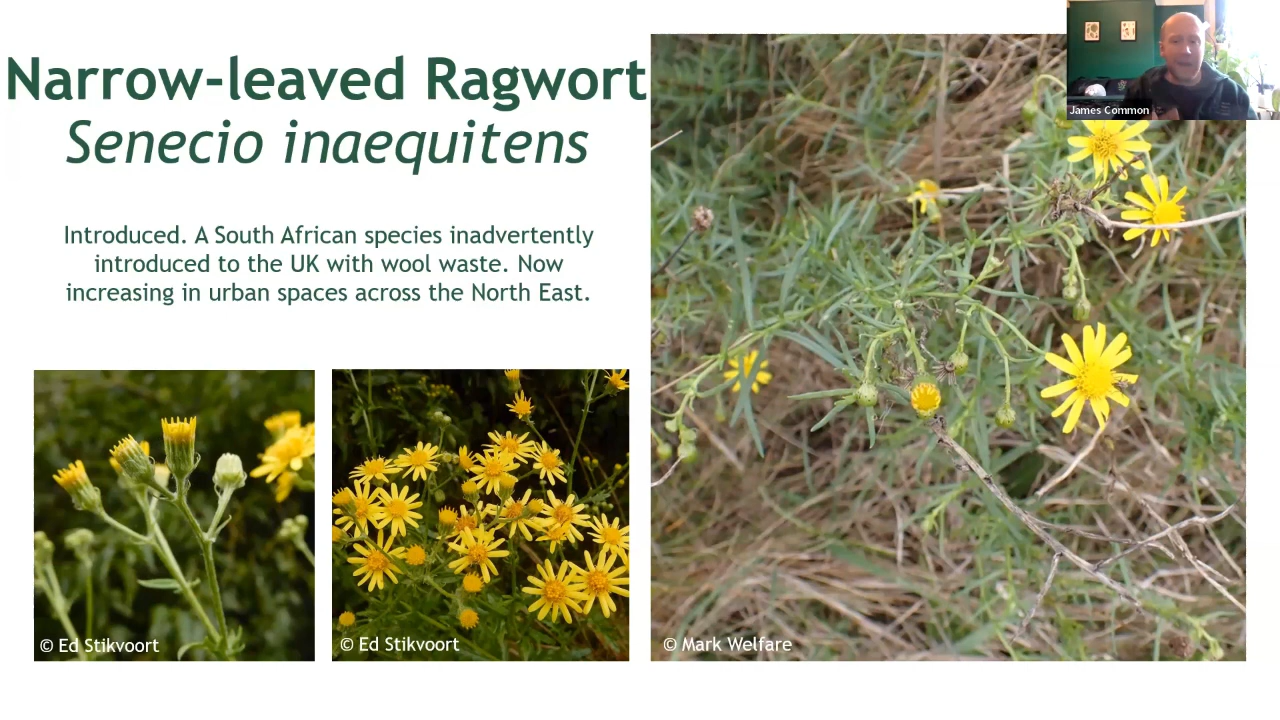 Narrow-leaved Ragwort
Senecio inaequitens
Introduced. A South African species inadvertently
introduced to the UK with wool waste. Now
increasing in urban spaces across the North East.
© Ed Stikvoort
© Ed Stikvoort
© Mark Welfare
James Common